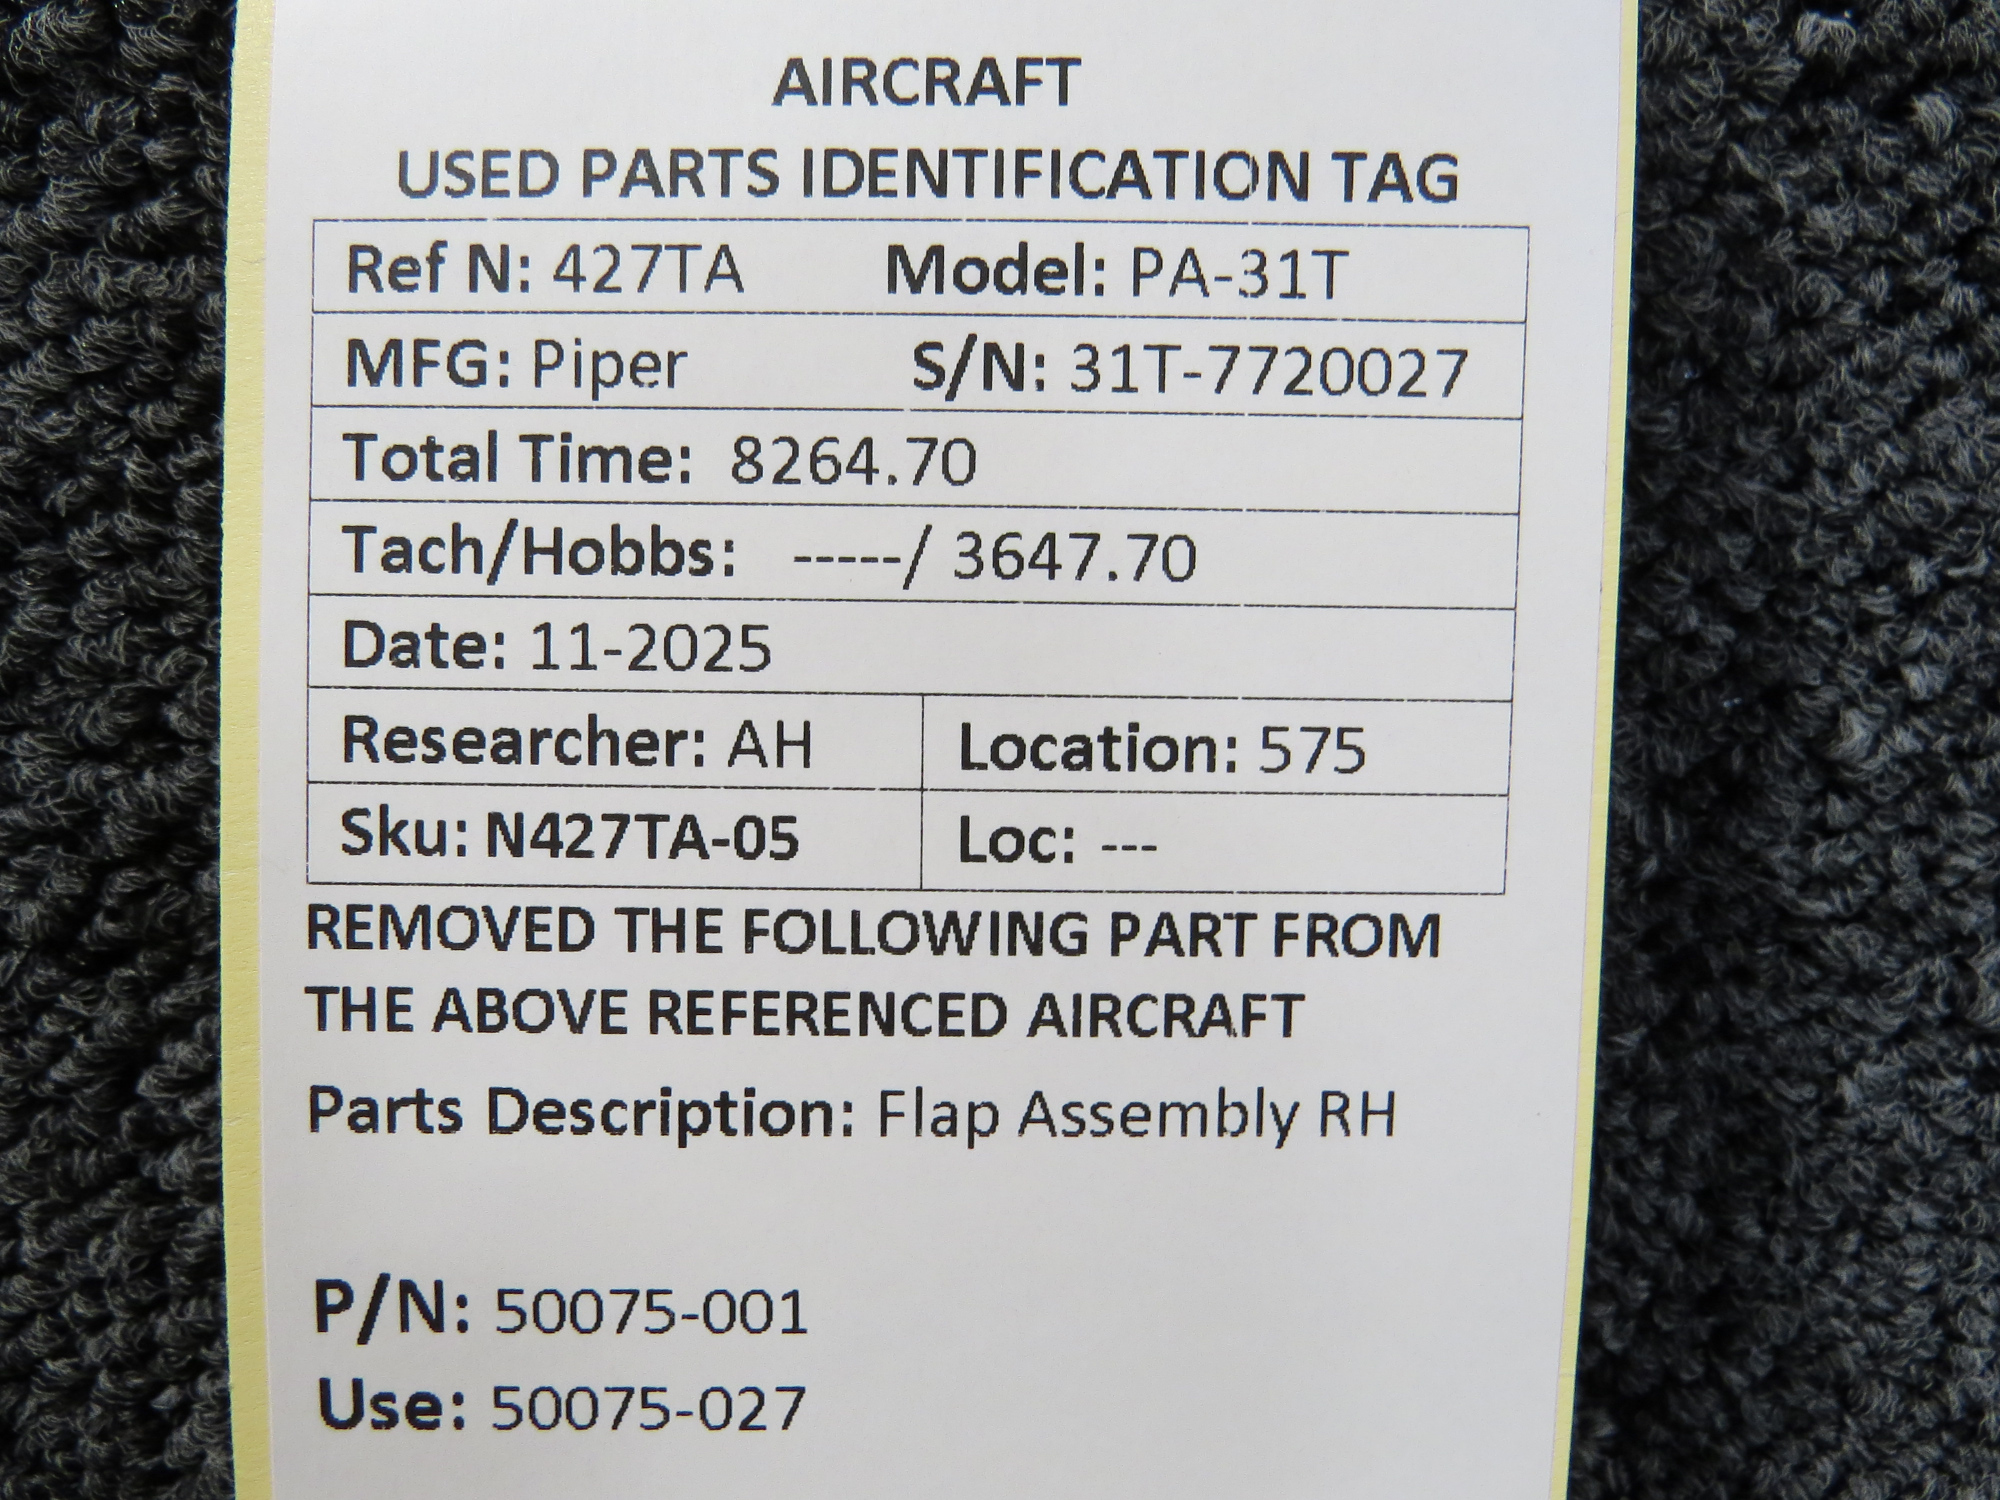 AIRCRAFT
USED PARTS IDENTIFICATION TAG
Ref N: 427TA Model: PA-31T
MFG: Piper S/N: 31T-7720027
Total Time: 8264.70
Tach/Hobbs: -----/ 3647.70
Date: 11-2025
Researcher: AH Location: 575
Sku: N427TA-05 Loc: ---
REMOVED THE FOLLOWING PART FROM
THE ABOVE REFERENCED AIRCRAFT
Parts Description: Flap Assembly RH
P/N: 50075-001
Use: 50075-027